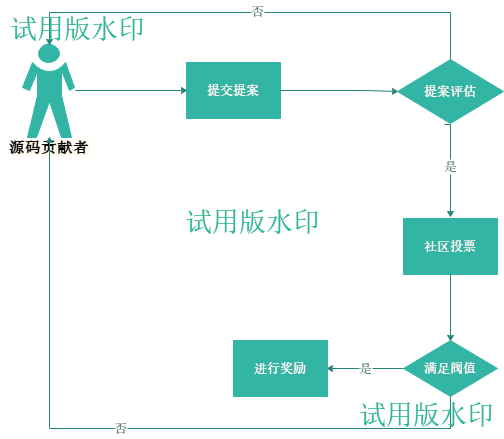 否
试用版水印
提交提案
提案评估
源码贡献者
是
试用版水印
社区投票
进行奖励
是
满足阀值
试用版水印
否